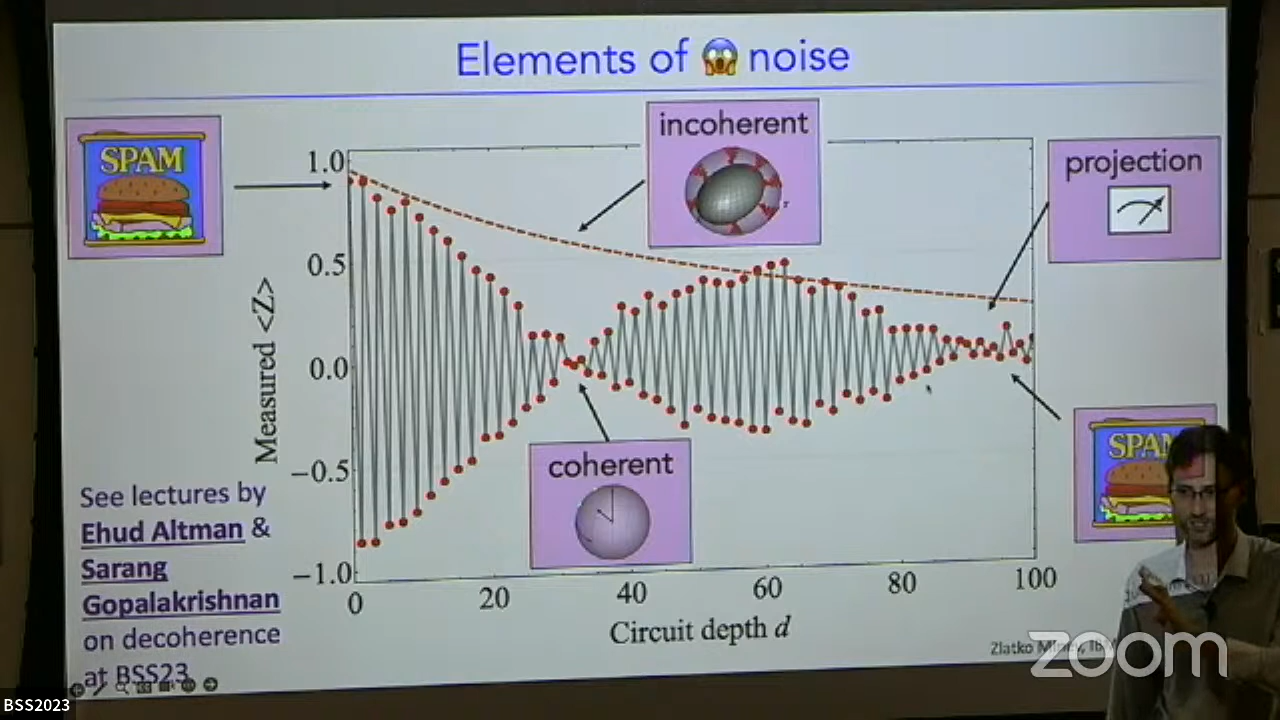 Elements of 😱 noise
SPAM
incoherent
projection
1.0
0.5
0.0
−0.5
−1.0
Measured <Z>
coherent
SPAM
See lectures by
Ehud Altman &
Sarang
Gopalakrishnan
on decoherence
at BSS23
0 20 40 60 80 100
Circuit depth d
Zlatko
zoom
BSS2023